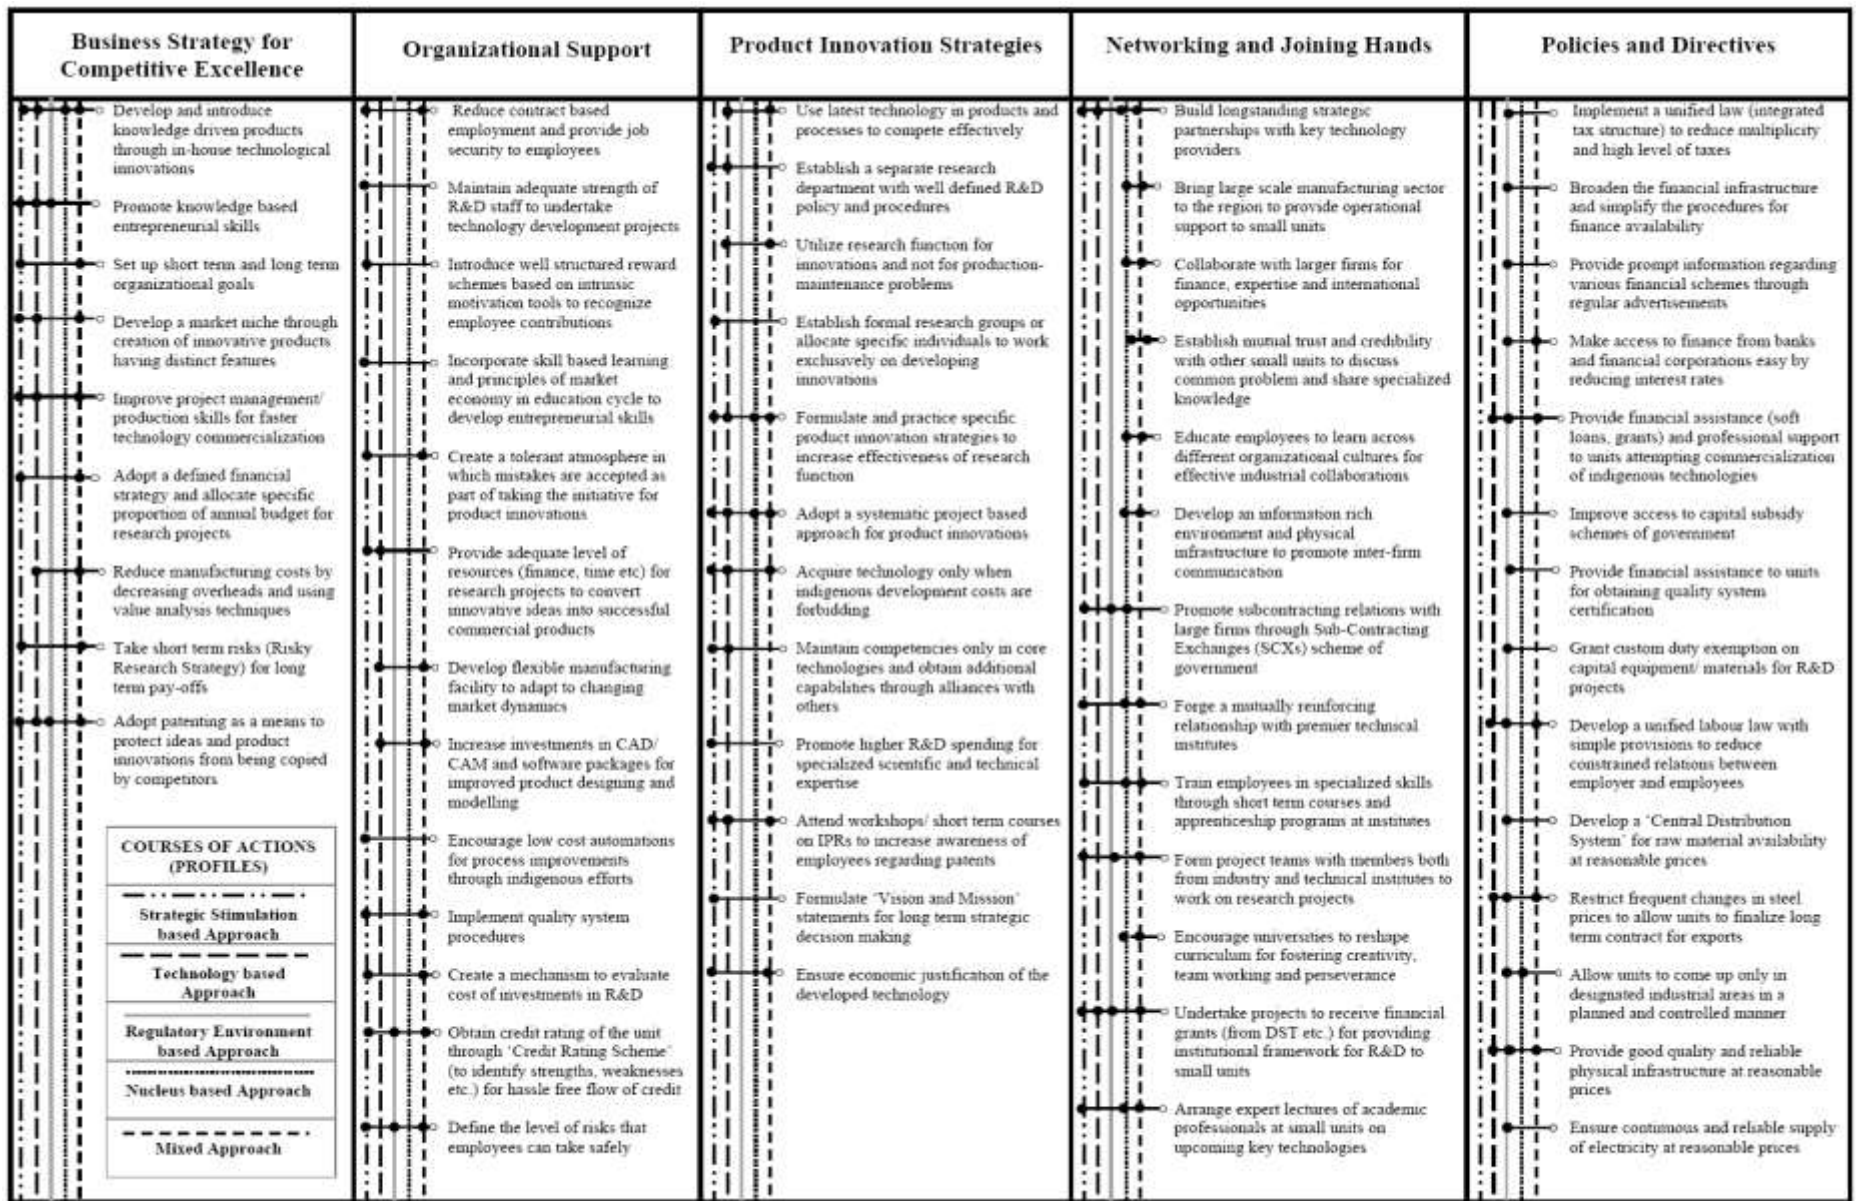 Business Strategy for
Competitive Excellence
Develop and introduce
knowledge driven products
through in-house technological
innovations
Promote knowledge based
entrepreneurial skills
Set up short term and long term
organizational goals
Develop a market niche through
creation of innovative products
having distinct features
Improve project management/
production skills for faster
technology commercialization
Adopt a defined financial
strategy and allocate specific
proportion of annual budget for
research projects
Reduce manufacturing costs by
decreasing overheads and using
value analysis techniques
Take short term risks (Risky
Research Strategy) for long
term pay-offs
Adopt patenting as a means to
protect ideas and product
innovations from being copied
by competitors
COURSES OF ACTIONS
(PROFILES)
Strategic Stimulation
based Approach
Technology based
Approach
Regulatory Environment
based Approach
Nucleus based Approach
Mixed Approach
Organizational Support
Reduce contract based
employment and provide job
security to employees
Maintain adequate strength of
R&D staff to undertake
technology development projects
Introduce well structured reward
schemes based on intrinsic
motivation tools to recognize
employee contributions
Incorporate skill based learning
and principles of market
economy in education cycle to
develop entrepreneurial skills
Create a tolerant atmosphere in
which mistakes are accepted as
part of taking the initiative for
product innovations
Provide adequate level of
resources (finance, time etc) for
research projects to convert
innovative ideas into successful
commercial products
Develop flexible manufacturing
facility to adapt to changing
market dynamics
Increase investments in CAD/
CAM and software packages for
improved product designing and
modelling
Encourage low cost automations
for process improvements
through indigenous efforts
Implement quality system
procedures
Create a mechanism to evaluate
cost of investments in R&D
Obtain credit rating of the unit
through 'Credit Rating Scheme'
(to identify strengths, weaknesses
etc.) for hassle free flow of credit
Define the level of risks that
employees can take safely
Product Innovation Strategies
Use latest technology in products and
processes to compete effectively
Establish a separate research
department with well defined R&D
policy and procedures
Utilize research function for
innovations and not for production-
maintenance problems
Establish formal research groups or
allocate specific individuals to work
exclusively on developing
innovations
Formulate and practice specific
product innovation strategies to
increase effectiveness of research
function
Adopt a systematic project based
approach for product innovations
Acquire technology only when
indigenous development costs are
forbidding
Maintain competencies only in core
technologies and obtain additional
capabilities through alliances with
others
Promote higher R&D spending for
specialized scientific and technical
expertise
Attend workshops/ short term courses
on IPRs to increase awareness of
employees regarding patents
Formulate 'Vision and Mission'
statements for long term strategic
decision making
Ensure economic justification of the
developed technology
Networking and Joining Hands
Build longstanding strategic
partnerships with key technology
providers
Bring large scale manufacturing sector
to the region to provide operational
support to small units
Collaborate with larger firms for
finance, expertise and international
opportunities
Establish mutual trust and credibility
with other small units to discuss
common problem and share specialized
knowledge
Educate employees to learn across
different organizational cultures for
effective industrial collaborations
Develop an information rich
environment and physical
infrastructure to promote inter-firm
communication
Promote subcontracting relations with
large firms through Sub-Contracting
Exchanges (SCXs) scheme of
government
Forge a mutually reinforcing
relationship with premier technical
institutes
Train employees in specialized skills
through short term courses and
apprenticeship programs at institutes
Form project teams with members both
from industry and technical institutes to
work on research projects
Encourage universities to reshape
curriculum for fostering creativity,
team working and perseverance
Undertake projects to receive financial
grants (from DST etc.) for providing
institutional framework for R&D to
small units
Arrange expert lectures of academic
professionals at small units on
upcoming key technologies
Policies and Directives
Implement a unified law (integrated
tax structure) to reduce multiplicity
and high level of taxes
Broaden the financial infrastructure
and simplify the procedures for
finance availability
Provide prompt information regarding
various financial schemes through
regular advertisements
Make access to finance from banks
and financial corporations easy by
reducing interest rates
Provide financial assistance (soft
loans, grants) and professional support
to units attempting commercialization
of indigenous technologies
Improve access to capital subsidy
schemes of government
Provide financial assistance to units
for obtaining quality system
certification
Grant custom duty exemption on
capital equipment/ materials for R&D
projects
Develop a unified labour law with
simple provisions to reduce
constrained relations between
employer and employees
Develop a 'Central Distribution
System' for raw material availability
at reasonable prices
Restrict frequent changes in steel
prices to allow units to finalize long
term contract for exports
Allow units to come up only in
designated industrial areas in a
planned and controlled manner
Provide good quality and reliable
physical infrastructure at reasonable
prices
Ensure continuous and reliable supply
of electricity at reasonable prices